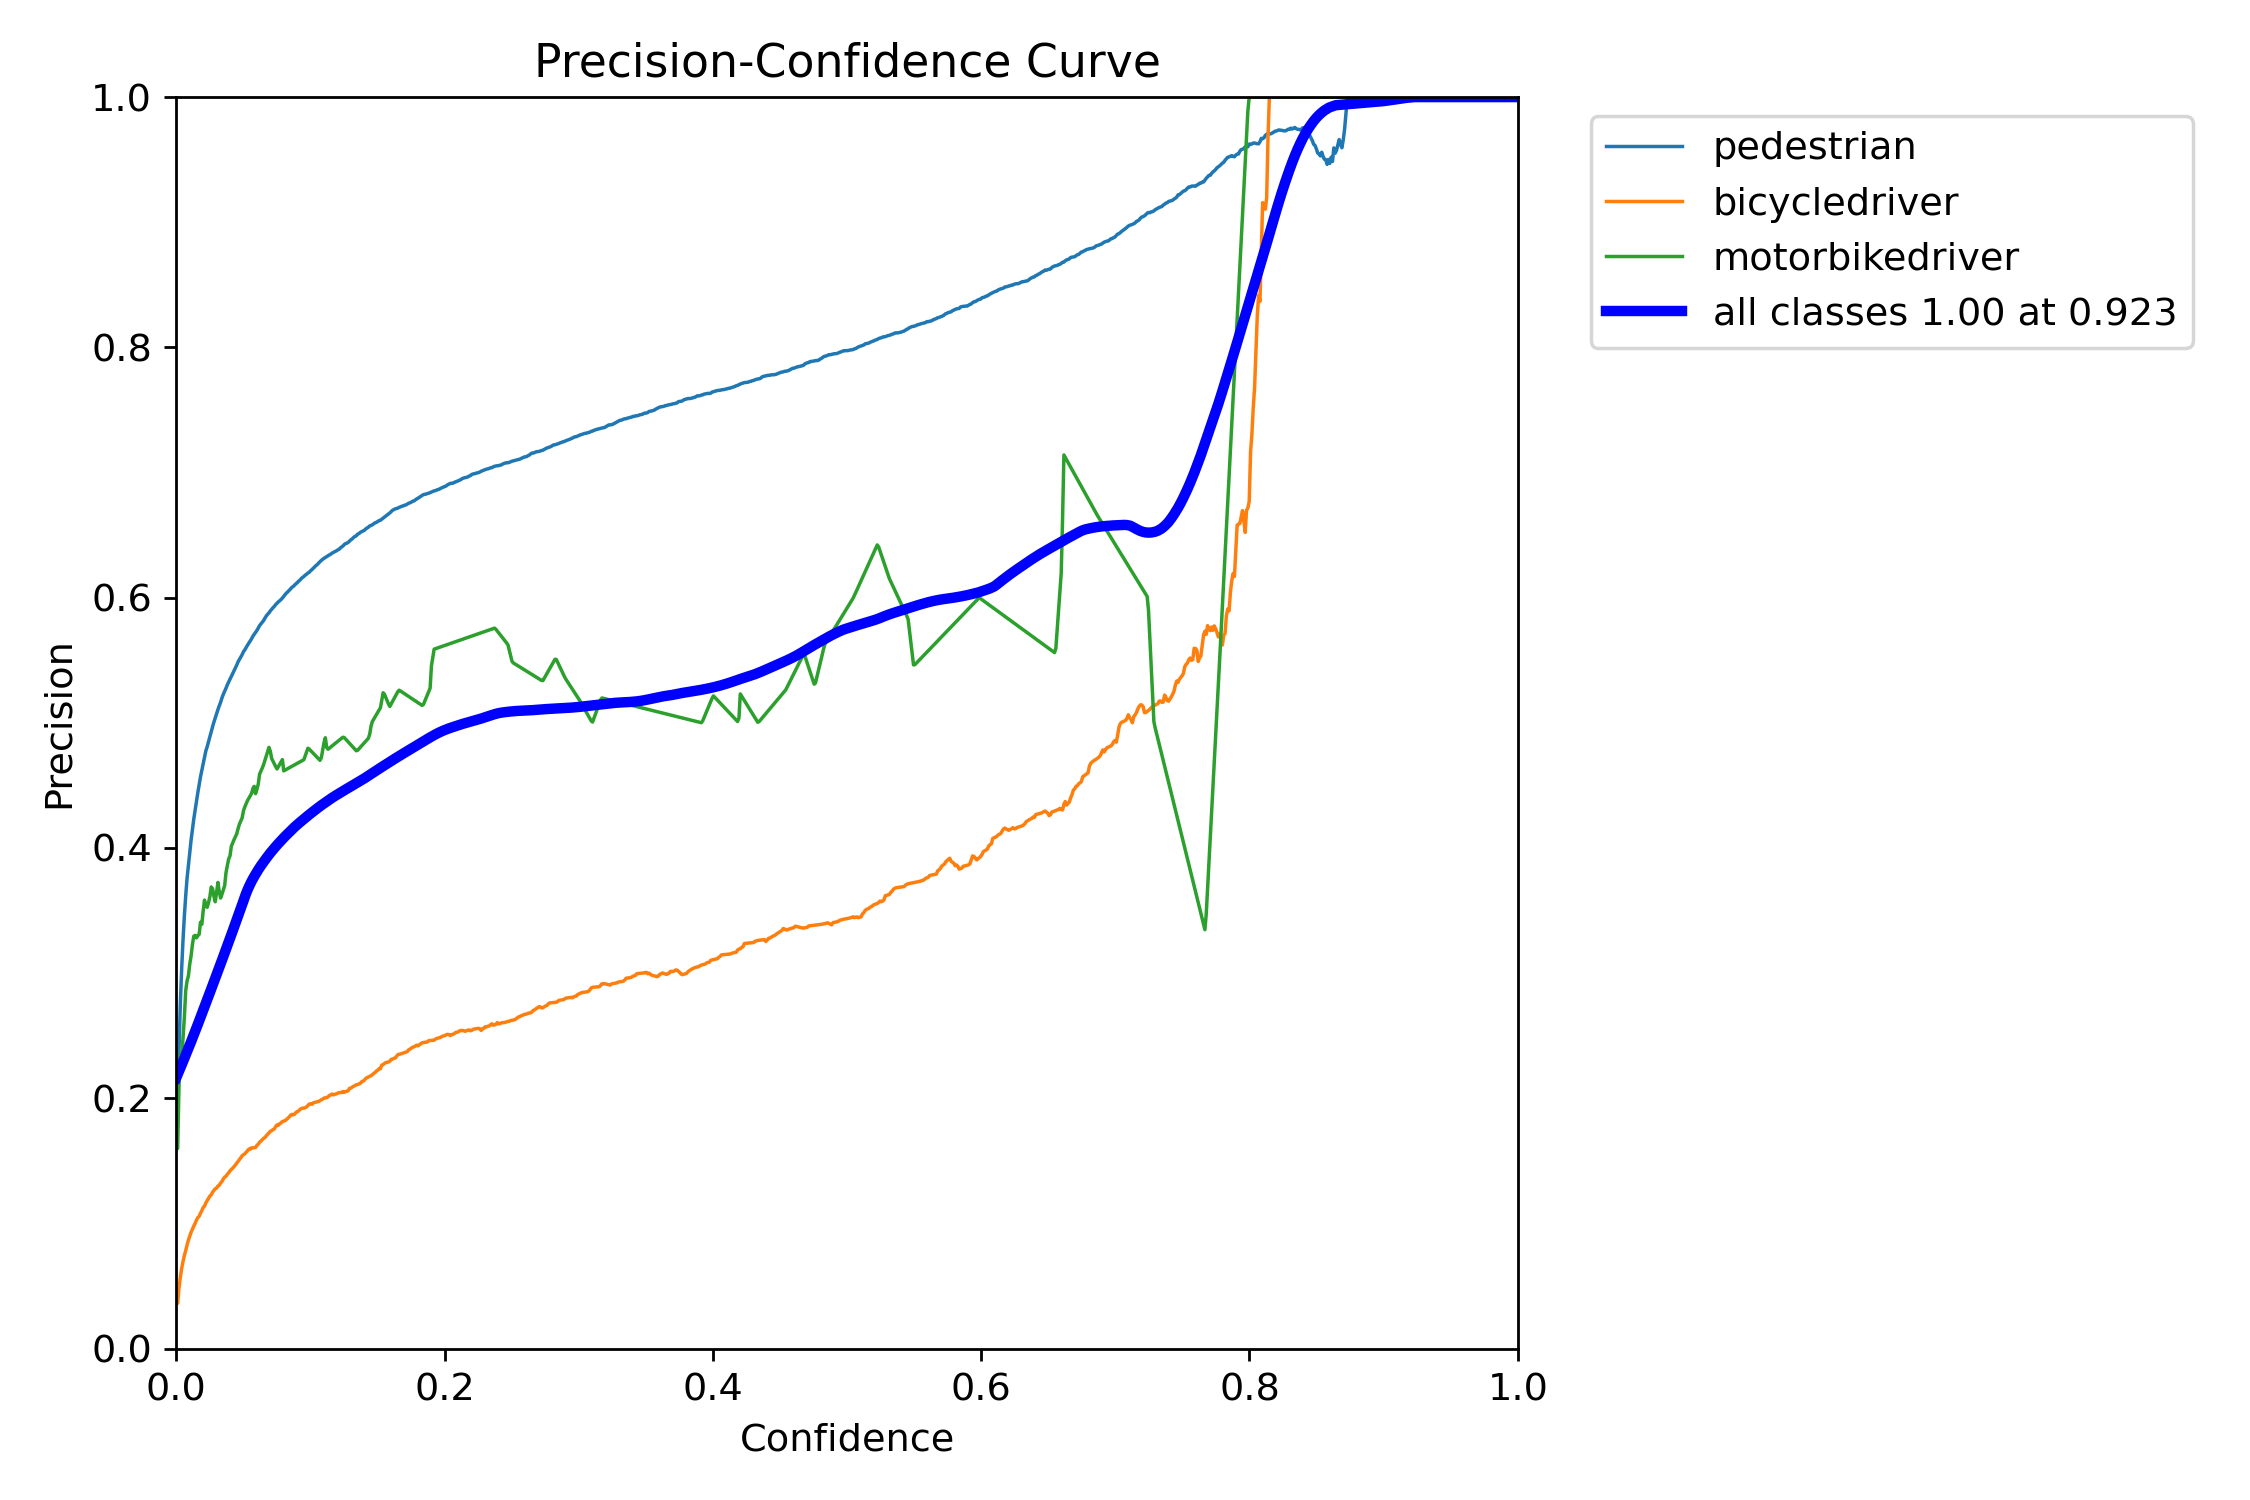 Precision-Confidence Curve
1.0
0.8
0.6
0.4
0.2
0.0
Precision
0.0 0.2 0.4 0.6 0.8 1.0
Confidence
pedestrian
bicycledriver
motorbikedriver
all classes 1.00 at 0.923